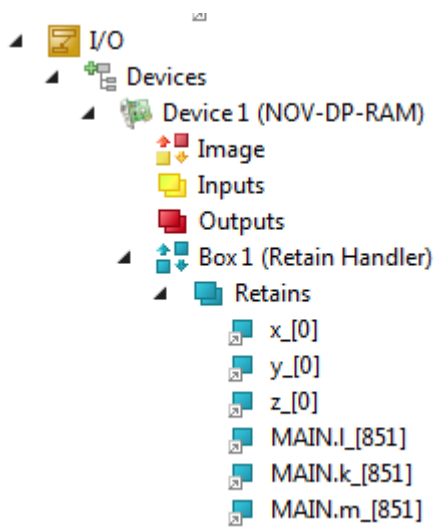 I/O
Devices
Device 1 (NOV-DP-RAM)
Image
Inputs
Outputs
Box 1 (Retain Handler)
Retains
x_[0]
y_[0]
z_[0]
MAIN.l_[851]
MAIN.k_[851]
MAIN.m_[851]